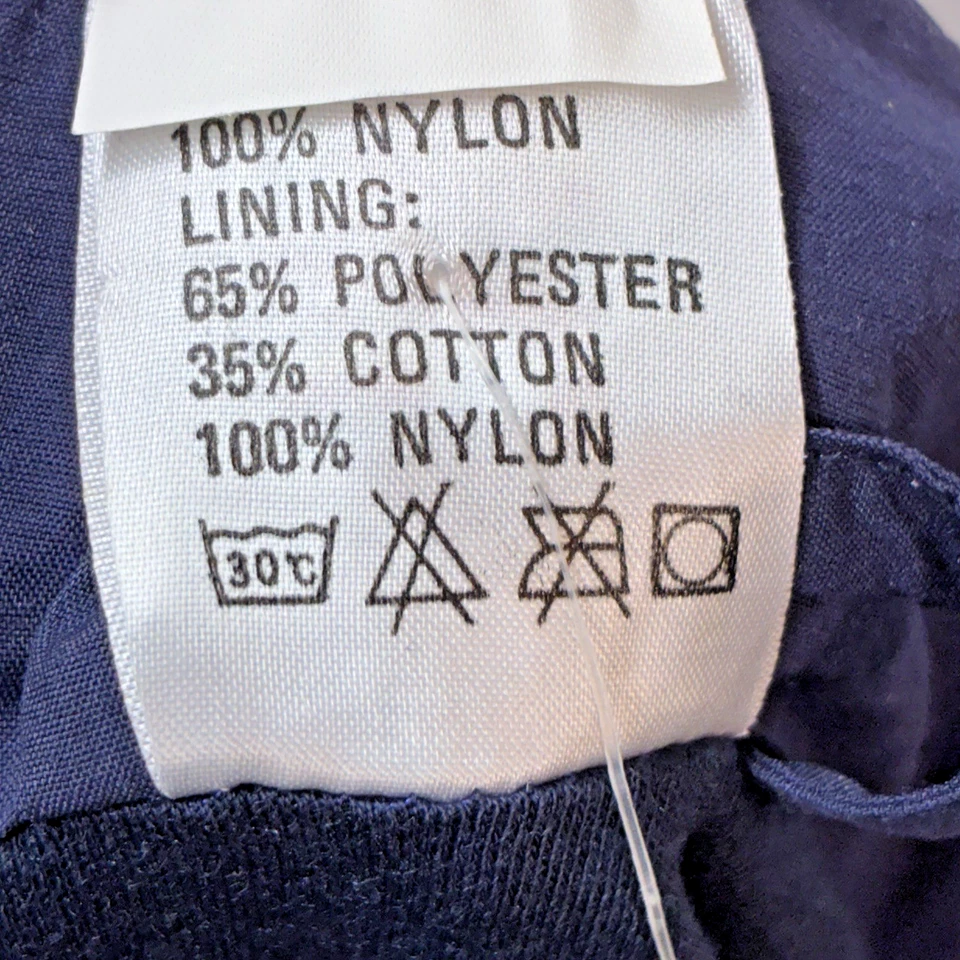 100% NYLON
LINING:
65% POLYESTER
35% COTTON
100% NYLON
30℃